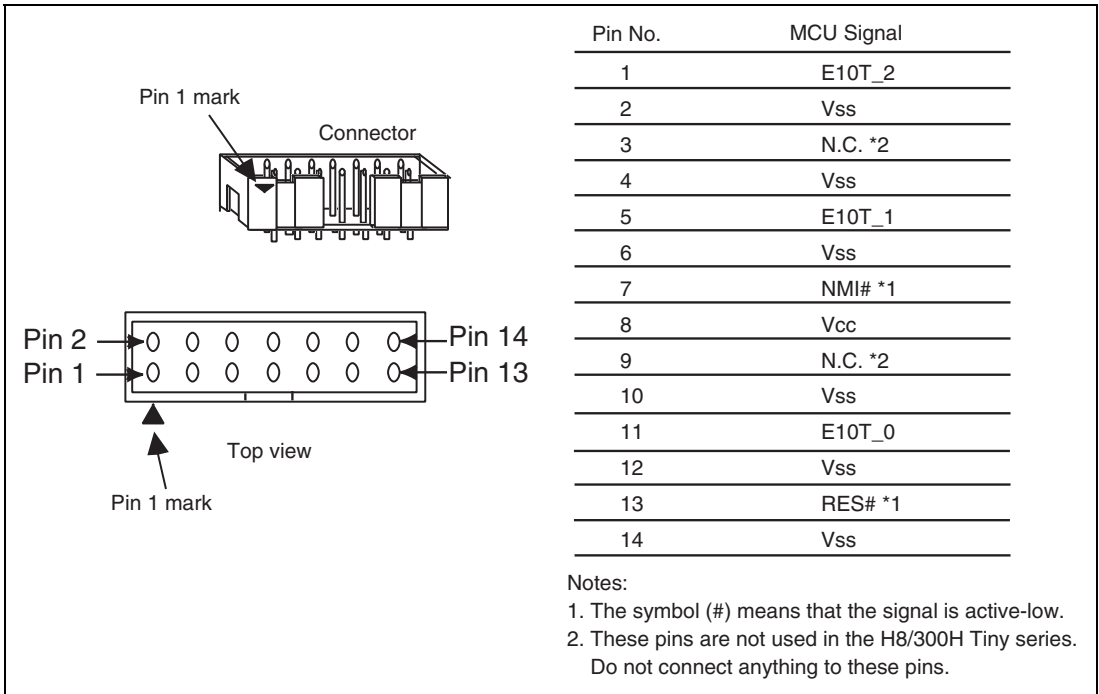 Pin 1 mark
Connector
Pin 2
Pin 1
Pin 14
Pin 13
Top view
Pin 1 mark
Pin No. MCU Signal
1 E10T_2
2 Vss
3 N.C. *2
4 Vss
5 E10T_1
6 Vss
7 NMI# *1
8 Vcc
9 N.C. *2
10 Vss
11 E10T_0
12 Vss
13 RES# *1
14 Vss
Notes:
1. The symbol (#) means that the signal is active-low.
2. These pins are not used in the H8/300H Tiny series.
Do not connect anything to these pins.